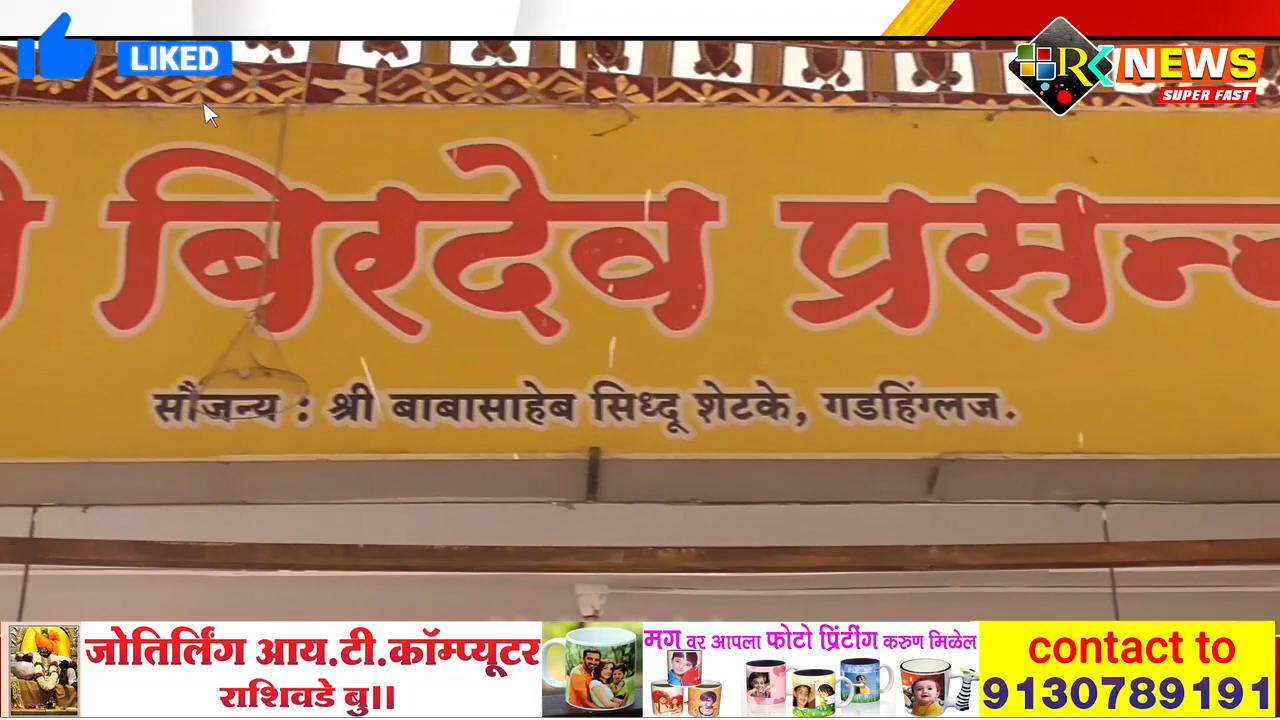 LIKED
RK NEWS
SUPER FAST
बिरदेव प्रसन्न
सौजन्य : श्री बाबासाहेब सिध्दू शेटके, गडहिंग्लज.
जोतिर्लिंग आय.टी.कॉम्प्यूटर
राशिवडे बु।।
मग वर आपला फोटो प्रिंटींग करुण मिळेल
contact to
9130789191